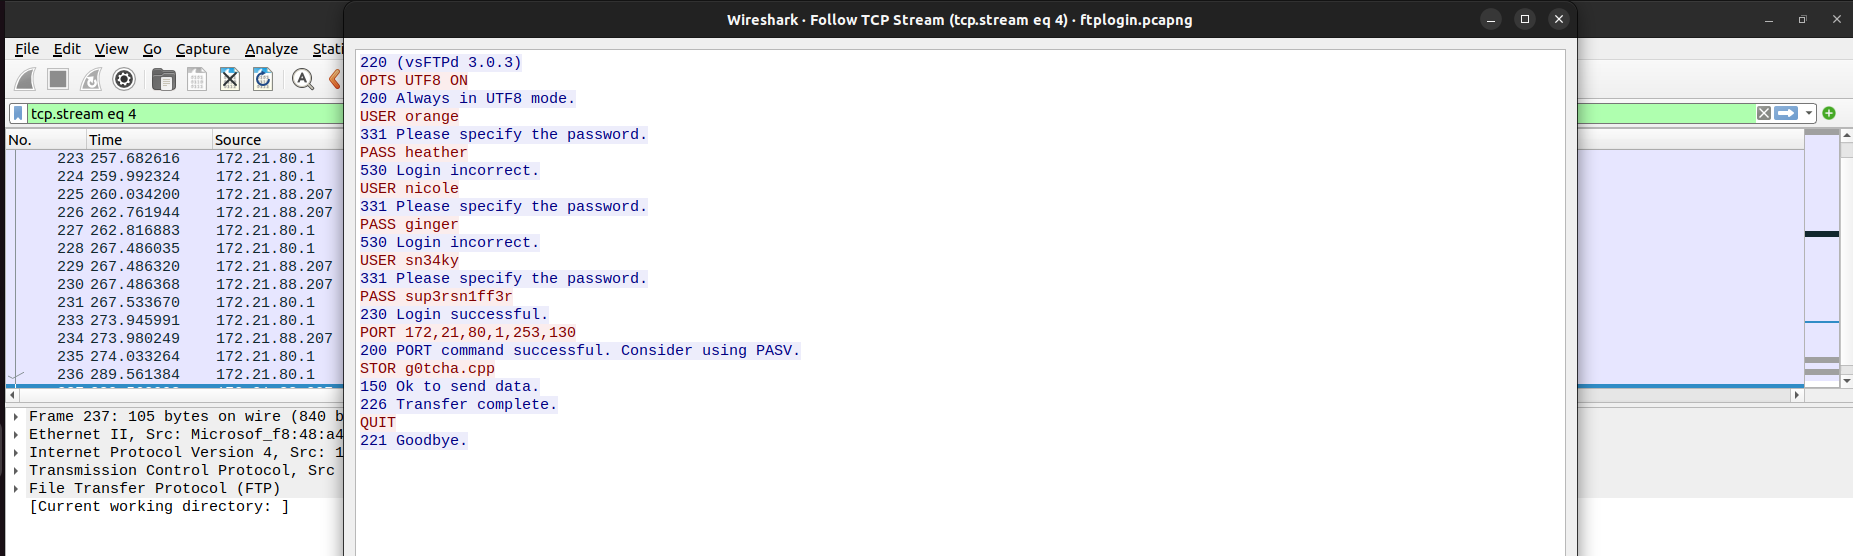 Wireshark · Follow TCP Stream (tcp.stream eq 4) · ftplogin.pcapng
File Edit View Go Capture Analyze Stati
tcp.stream eq 4
No. Time Source
223 257.682616 172.21.80.1
224 259.992324 172.21.80.1
225 260.034200 172.21.88.207
226 262.761944 172.21.88.207
227 262.816883 172.21.80.1
228 267.486035 172.21.80.1
229 267.486320 172.21.88.207
230 267.486368 172.21.88.207
231 267.533670 172.21.80.1
233 273.945991 172.21.80.1
234 273.980249 172.21.88.207
235 274.033264 172.21.80.1
236 289.561384 172.21.80.1
Frame 237: 105 bytes on wire (840 b
Ethernet II, Src: Microsof_f8:48:a4
Internet Protocol Version 4, Src: 1
Transmission Control Protocol, Src
File Transfer Protocol (FTP)
[Current working directory: ]
220 (vsFTPd 3.0.3)
OPTS UTF8 ON
200 Always in UTF8 mode.
USER orange
331 Please specify the password.
PASS heather
530 Login incorrect.
USER nicole
331 Please specify the password.
PASS ginger
530 Login incorrect.
USER sn34ky
331 Please specify the password.
PASS sup3rsn1ff3r
230 Login successful.
PORT 172,21,80,1,253,130
200 PORT command successful. Consider using PASV.
STOR g0tcha.cpp
150 Ok to send data.
226 Transfer complete.
QUIT
221 Goodbye.